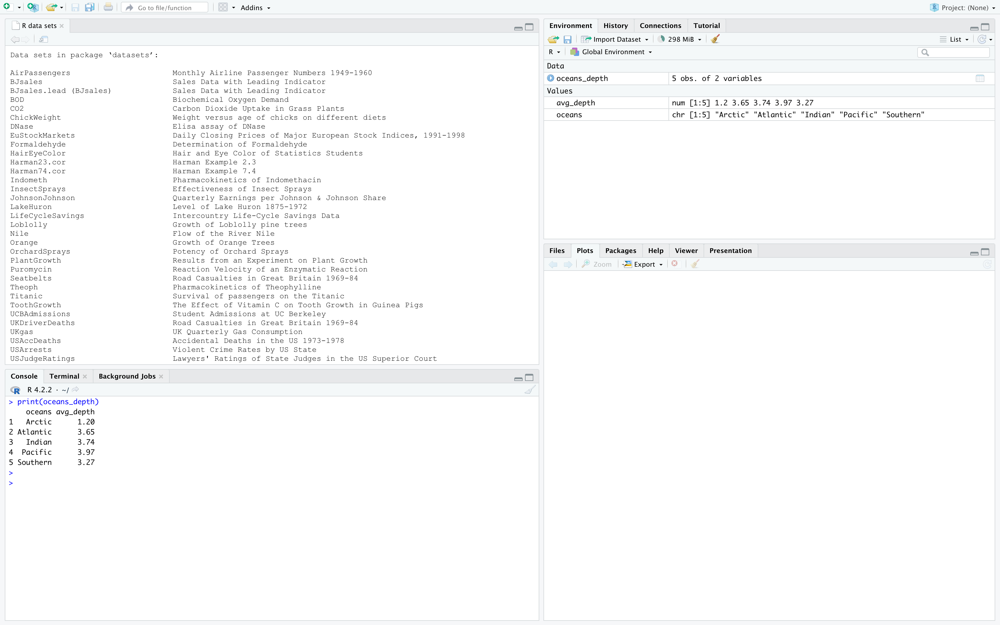 Go to file/function
Addins
Project: (None)
R data sets
Data sets in package ‘datasets’:
AirPassengers Monthly Airline Passenger Numbers 1949-1960
BJsales Sales Data with Leading Indicator
BJsales.lead (BJsales) Sales Data with Leading Indicator
BOD Biochemical Oxygen Demand
CO2 Carbon Dioxide Uptake in Grass Plants
ChickWeight Weight versus age of chicks on different diets
DNase Elisa assay of DNase
EuStockMarkets Daily Closing Prices of Major European Stock Indices, 1991-1998
Formaldehyde Determination of Formaldehyde
HairEyeColor Hair and Eye Color of Statistics Students
Harman23.cor Harman Example 2.3
Harman74.cor Harman Example 7.4
Indometh Pharmacokinetics of Indomethacin
InsectSprays Effectiveness of Insect Sprays
JohnsonJohnson Quarterly Earnings per Johnson & Johnson Share
LakeHuron Level of Lake Huron 1875-1972
LifeCycleSavings Intercountry Life-Cycle Savings Data
Loblolly Growth of Loblolly pine trees
Nile Flow of the River Nile
Orange Growth of Orange Trees
OrchardSprays Potency of Orchard Sprays
PlantGrowth Results from an Experiment on Plant Growth
Puromycin Reaction Velocity of an Enzymatic Reaction
Seatbelts Road Casualties in Great Britain 1969-84
Theoph Pharmacokinetics of Theophylline
Titanic Survival of passengers on the Titanic
ToothGrowth The Effect of Vitamin C on Tooth Growth in Guinea Pigs
UCBAdmissions Student Admissions at UC Berkeley
UKDriverDeaths Road Casualties in Great Britain 1969-84
UKgas UK Quarterly Gas Consumption
USAccDeaths Accidental Deaths in the US 1973-1978
USArrests Violent Crime Rates by US State
USJudgeRatings Lawyers' Ratings of State Judges in the US Superior Court
Console Terminal Background Jobs
R R 4.2.2 · ~/
> print(oceans_depth)
oceans avg_depth
1 Arctic 1.20
2 Atlantic 3.65
3 Indian 3.74
4 Pacific 3.97
5 Southern 3.27
>
>
Environment History Connections Tutorial
Import Dataset 298 MiB List
R Global Environment
Data
oceans_depth 5 obs. of 2 variables
Values
avg_depth num [1:5] 1.2 3.65 3.74 3.97 3.27
oceans chr [1:5] "Arctic" "Atlantic" "Indian" "Pacific" "Southern"
Files Plots Packages Help Viewer Presentation
Zoom Export